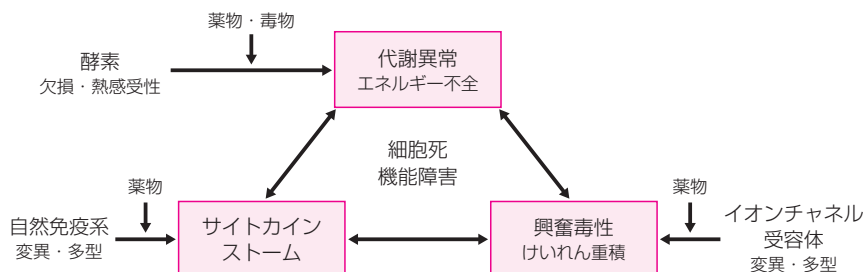 薬物・毒物
酵素
欠損・熱感受性
代謝異常
エネルギー不全
細胞死
機能障害
薬物
自然免疫系
変異・多型
サイトカイン
ストーム
興奮毒性
けいれん重積
薬物
イオンチャネル
受容体
変異・多型